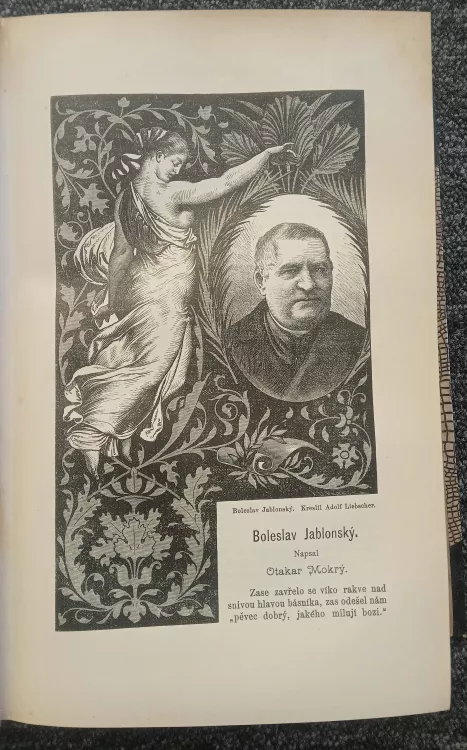 Boleslav Jablonský. Kreslil Adolf Liebscher.
Boleslav Jablonský.
Napsal
Otakar Mokrý.
Zase zavřelo se víko rakve nad
snivou hlavou básníka, zas odešel nám
„pěvec dobrý, jakého milují bozi.“